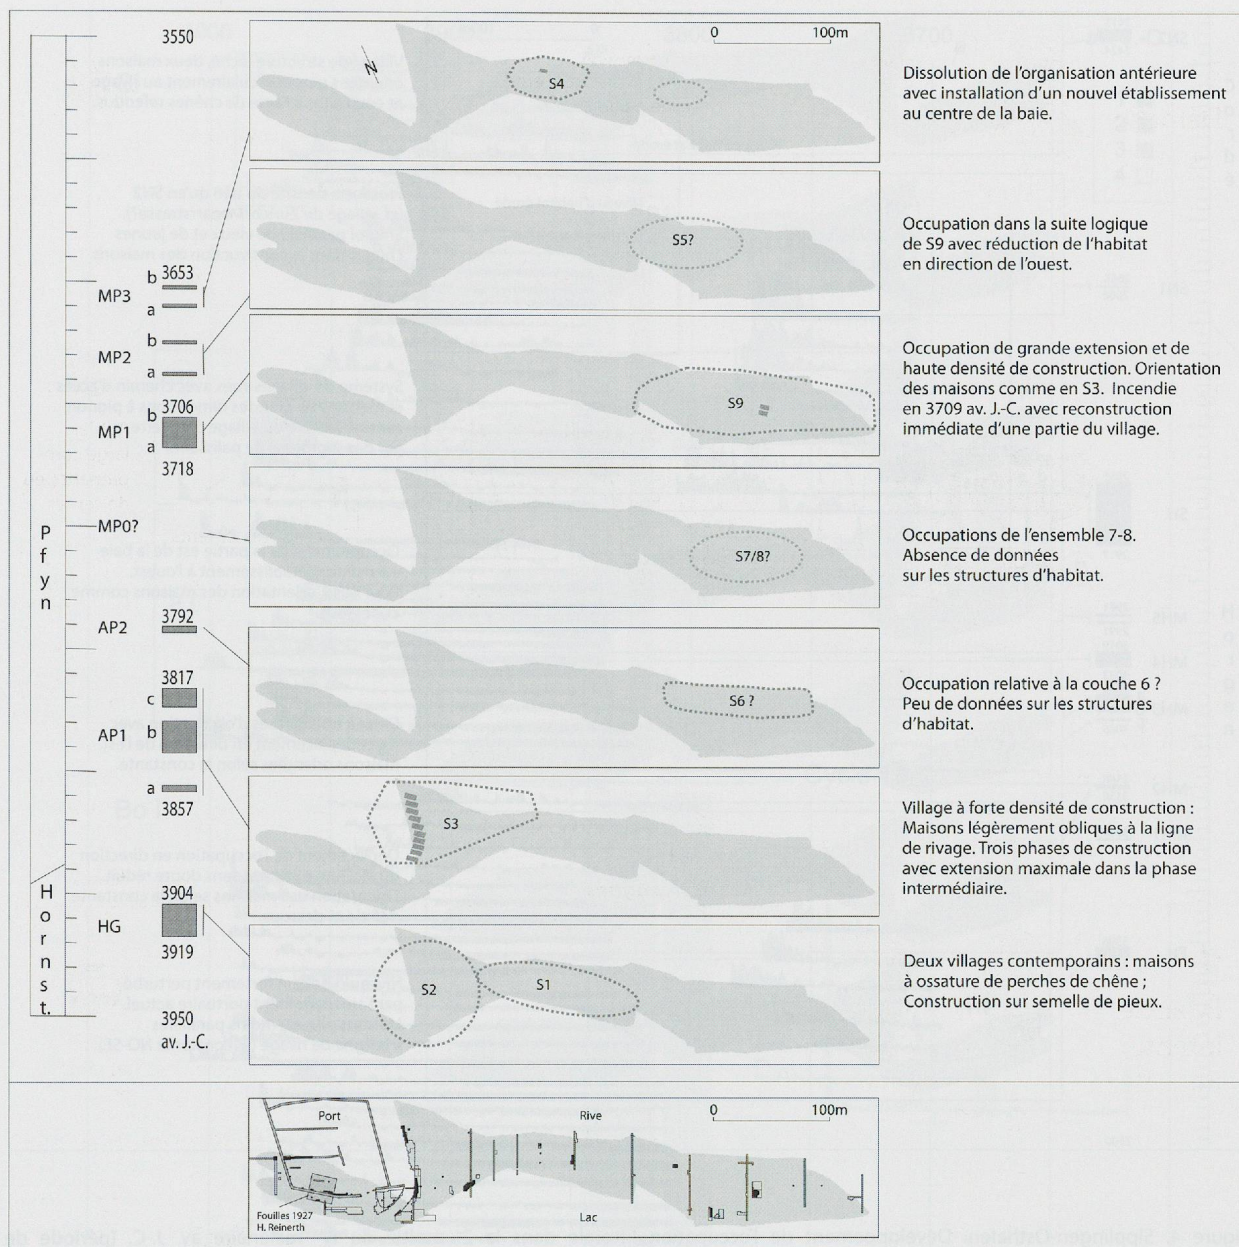 3550
0 100m
N
S4
Dissolution de l'organisation antérieure
avec installation d'un nouvel établissement
au centre de la baie.
S5?
Occupation dans la suite logique
de S9 avec réduction de l'habitat
en direction de l'ouest.
b 3653
MP3
a
b
MP2
a
S9
Occupation de grande extension et de
haute densité de construction. Orientation
des maisons comme en S3. Incendie
en 3709 av. J.-C. avec reconstruction
immédiate d'une partie du village.
b 3706
MP1
a
3718
MP0?
S7/8?
Occupations de l'ensemble 7-8.
Absence de données
sur les structures d'habitat.
Pfyn
3792
AP2
S6 ?
Occupation relative à la couche 6 ?
Peu de données sur les structures
d'habitat.
3817
c
AP1 b
a
3857
S3
Village à forte densité de construction :
Maisons légèrement obliques à la ligne
de rivage. Trois phases de construction
avec extension maximale dans la phase
intermédiaire.
Hornst.
3904
HG
3919
S2
S1
Deux villages contemporains : maisons
à ossature de perches de chêne ;
Construction sur semelle de pieux.
3950
av. J.-C.
Port
Rive
0 100m
Fouilles 1927
H. Reinerth
Lac